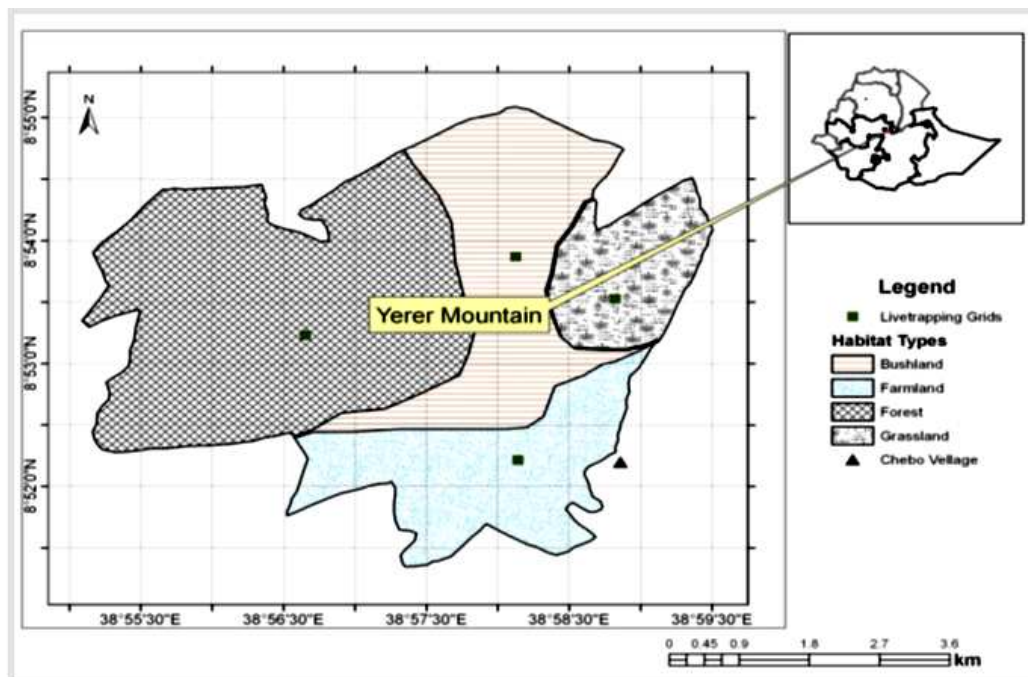 N
8°55'0"N
8°54'0"N
8°53'0"N
8°52'0"N
Yerer Mountain
38°55'30"E
38°56'30"E
38°57'30"E
38°58'30"E
38°59'30"E
Legend
Livetrapping Grids
Habitat Types
Bushland
Farmland
Forest
Grassland
Chebo Vellage
0 0.45 0.9 1.8 2.7 3.6
km